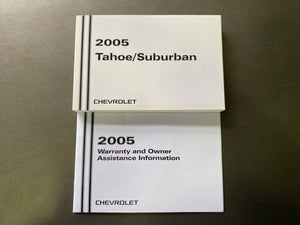 2005
Tahoe/Suburban
CHEVROLET
2005
Warranty and Owner
Assistance Information
CHEVROLET